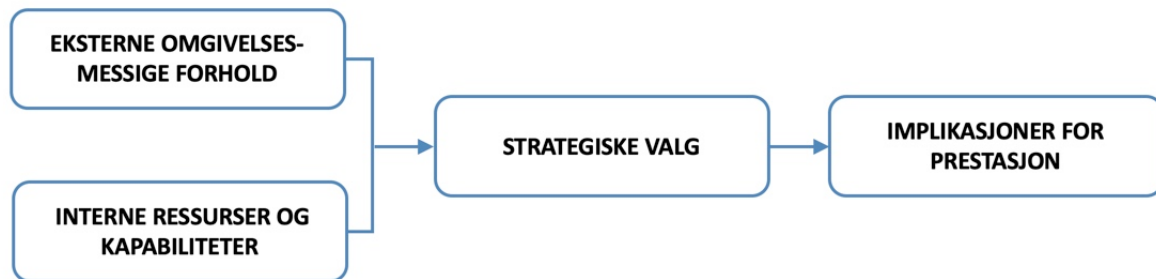 EKSTERNE OMGIVELSES-
MESSIGE FORHOLD
INTERNE RESSURSER OG
KAPABILITETER
STRATEGISKE VALG
IMPLIKASJONER FOR
PRESTASJON